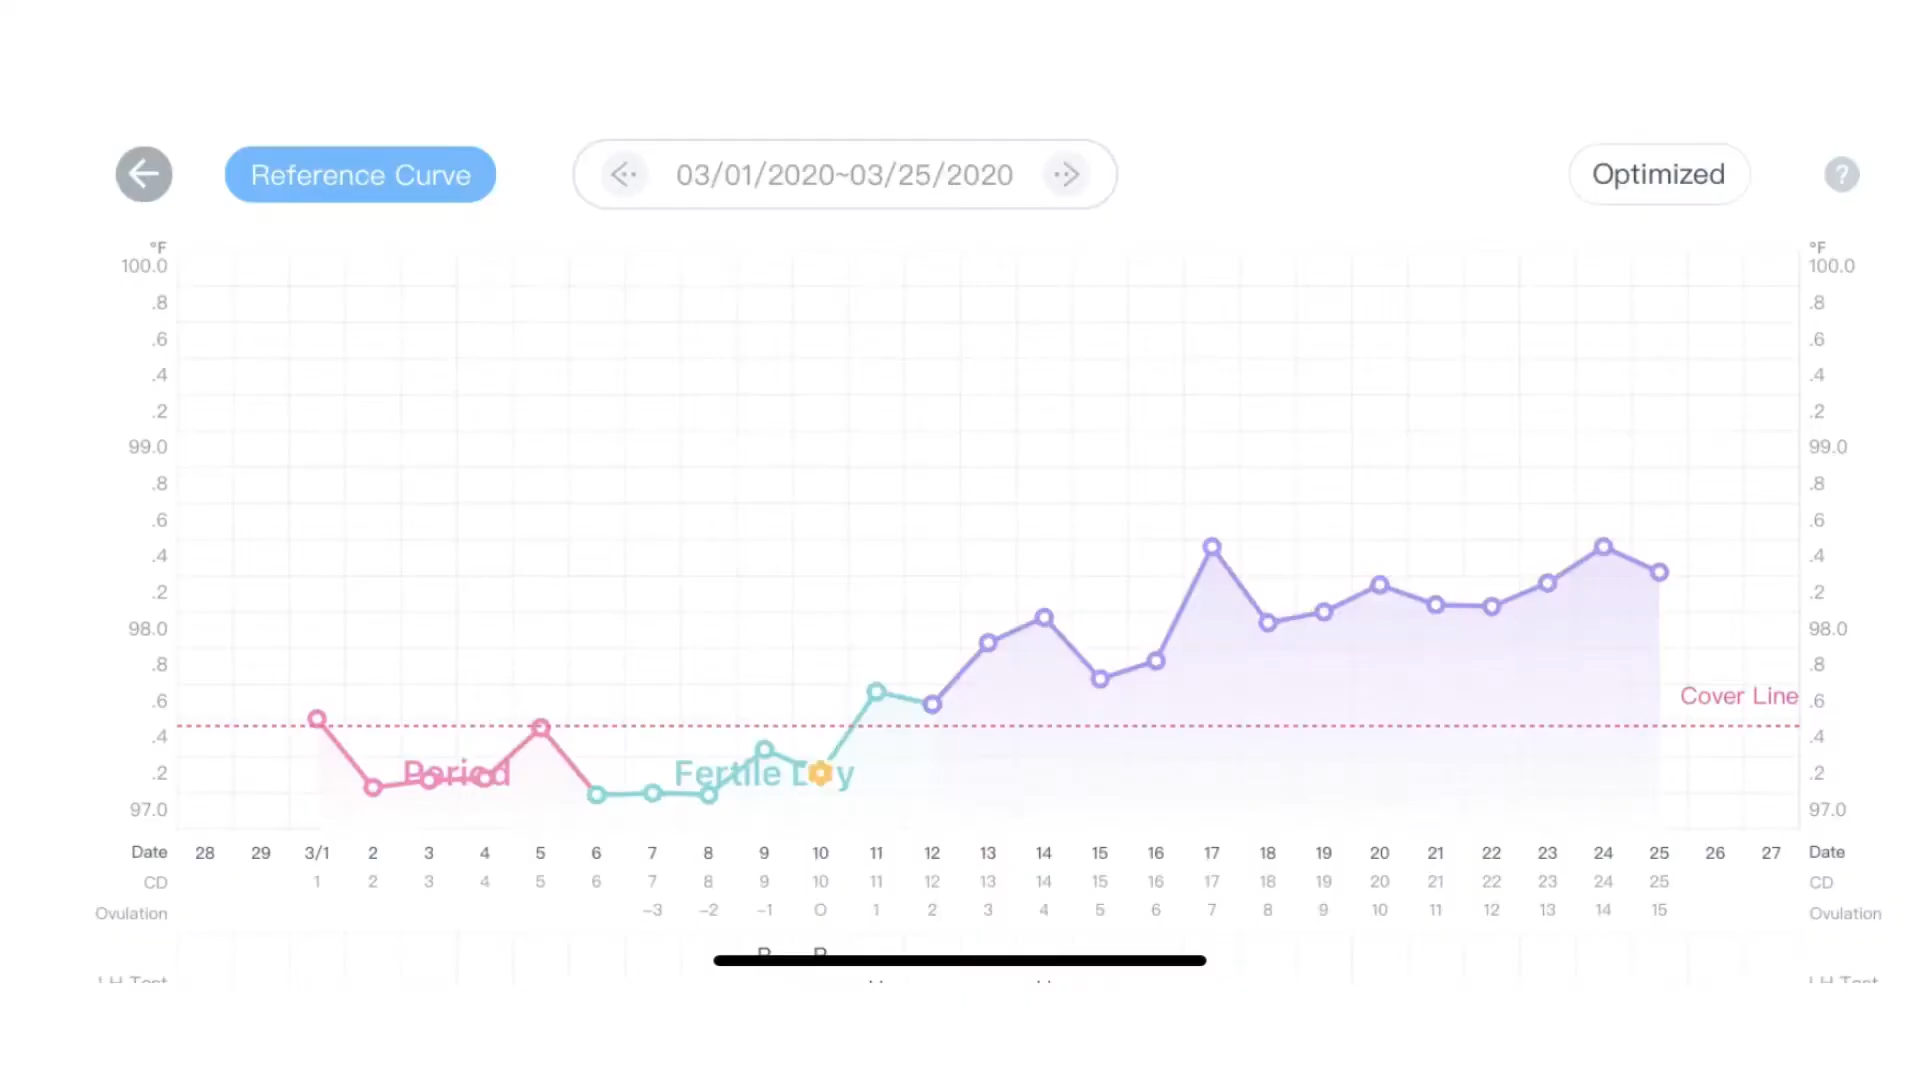 Reference Curve
03/01/2020~03/25/2020
Optimized
?
°F °F
100.0 100.0
.8 .8
.6 .6
.4 .4
.2 .2
99.0 99.0
.8 .8
.6 .6
.4 .4
.2 .2
98.0 98.0
.8 .8
Cover Line
.6 .6
.4 .4
Period Fertile
.2 .2
97.0 97.0
Date 28 29 3/1 2 3 4 5 6 7 8 9 10 11 12 13 14 15 16 17 18 19 20 21 22 23 24 25 26 27 Date
CD 1 2 3 4 5 6 7 8 9 10 11 12 13 14 15 16 17 18 19 20 21 22 23 24 25 CD
Ovulation -3 -2 -1 O 1 2 3 4 5 6 7 8 9 10 11 12 13 14 15 Ovulation
LH Test LH Test